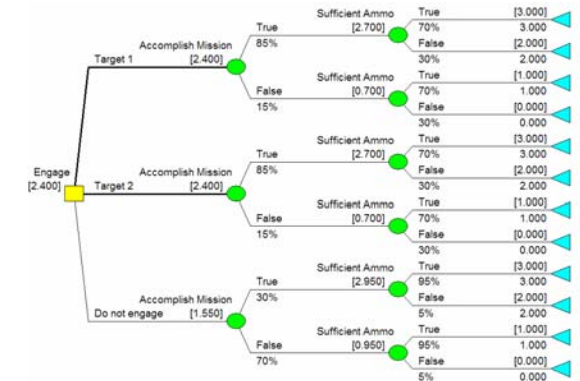 Sufficient Ammo True [3.000]
True [2.700] 70% 3.000
Accomplish Mission 85% False [2.000]
Target 1 [2.400] 30% 2.000
Sufficient Ammo True [1.000]
False [0.700] 70% 1.000
15% False [0.000]
30% 0.000
Sufficient Ammo True [3.000]
True [2.700] 70% 3.000
Engage Accomplish Mission 85% False [2.000]
[2.400] Target 2 [2.400] 30% 2.000
Sufficient Ammo True [1.000]
False [0.700] 70% 1.000
15% False [0.000]
30% 0.000
Sufficient Ammo True [3.000]
True [2.950] 95% 3.000
Accomplish Mission 30% False [2.000]
Do not engage [1.550] 5% 2.000
Sufficient Ammo True [1.000]
False [0.950] 95% 1.000
70% False [0.000]
5% 0.000